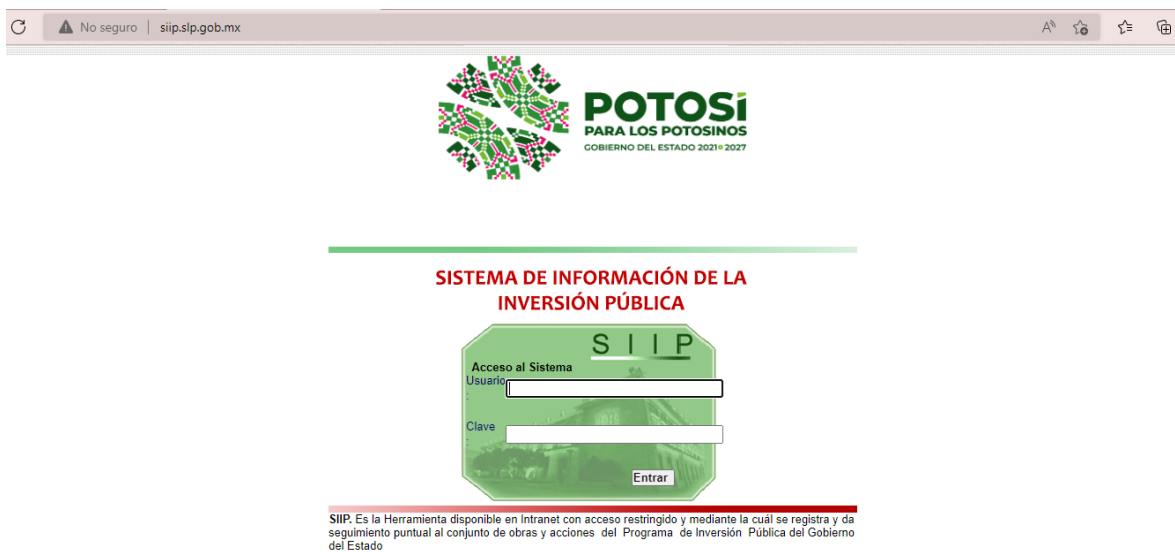 No seguro | siip.slp.gob.mx
POTOSÍ
PARA LOS POTOSINOS
GOBIERNO DEL ESTADO 2021 2027
SISTEMA DE INFORMACIÓN DE LA
INVERSIÓN PÚBLICA
S I I P
Acceso al Sistema
Usuario
:
Clave
:
Entrar
SIIP. Es la Herramienta disponible en Intranet con acceso restringido y mediante la cuál se registra y da
seguimiento puntual al conjunto de obras y acciones del Programa de Inversión Pública del Gobierno
del Estado